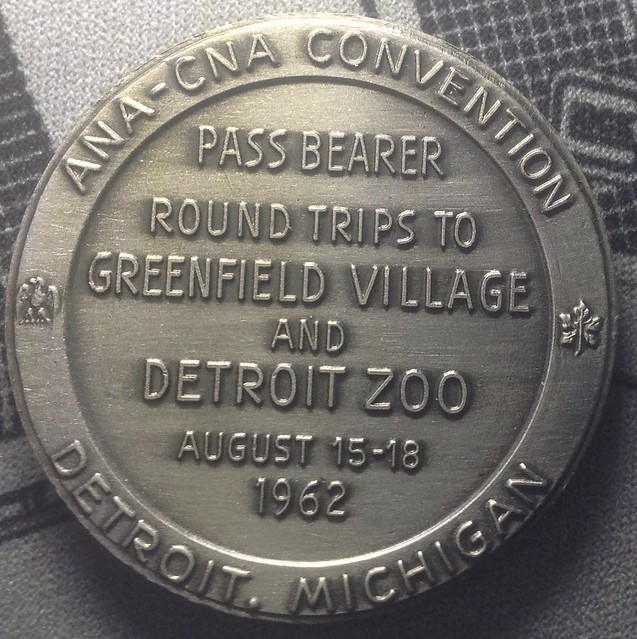 ANA-CNA CONVENTION
PASS BEARER
ROUND TRIPS TO
GREENFIELD VILLAGE
AND
DETROIT ZOO
AUGUST 15-18
1962
DETROIT. MICHIGAN